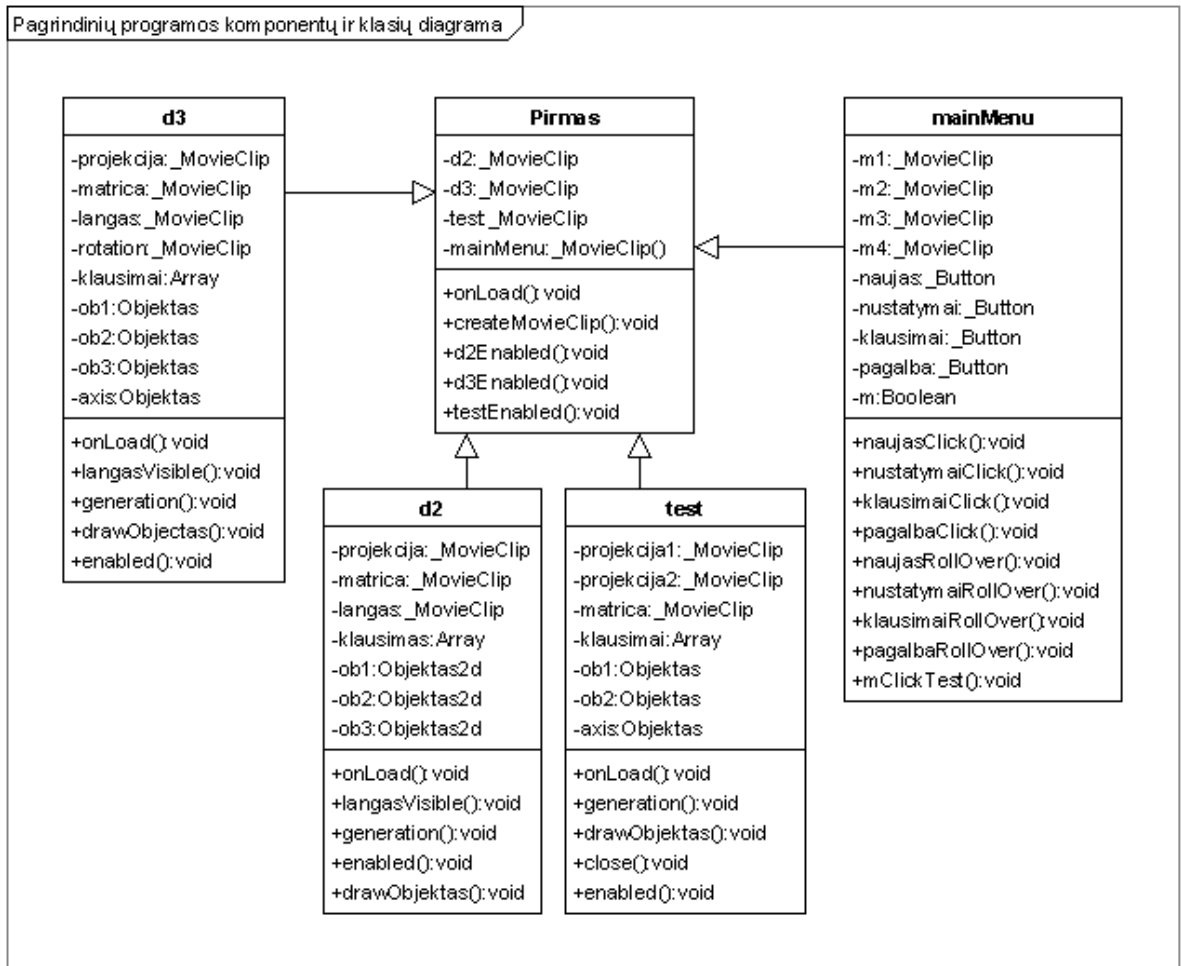 Pagrindinių programos komponentų ir klasių diagrama
d3
-projekcija:_MovieClip
-matrica:_MovieClip
-langas:_MovieClip
-rotation:_MovieClip
-klausimai:Array
-ob1:Objektas
-ob2:Objektas
-ob3:Objektas
-axis:Objektas
+onLoad():void
+langasVisible():void
+generation():void
+drawObjectas():void
+enabled():void
Pirmas
-d2:_MovieClip
-d3:_MovieClip
-test:_MovieClip
-mainMenu:_MovieClip()
+onLoad():void
+createMovieClip():void
+d2Enabled():void
+d3Enabled():void
+testEnabled():void
mainMenu
-m1:_MovieClip
-m2:_MovieClip
-m3:_MovieClip
-m4:_MovieClip
-naujas:_Button
-nustatymai:_Button
-klausimai:_Button
-pagalba:_Button
-m:Boolean
+naujasClick():void
+nustatymaiClick():void
+klausimaiClick():void
+pagalbaClick():void
+naujasRollOver():void
+nustatymaiRollOver():void
+klausimaiRollOver():void
+pagalbaRollOver():void
+mClickTest():void
d2
-projekcija:_MovieClip
-matrica:_MovieClip
-langas:_MovieClip
-klausimas:Array
-ob1:Objektas2d
-ob2:Objektas2d
-ob3:Objektas2d
+onLoad():void
+langasVisible():void
+generation():void
+enabled():void
+drawObjektas():void
test
-projekcija1:_MovieClip
-projekcija2:_MovieClip
-matrica:_MovieClip
-klausimai:Array
-ob1:Objektas
-ob2:Objektas
-axis:Objektas
+onLoad():void
+generation():void
+drawObjektas():void
+close():void
+enabled():void